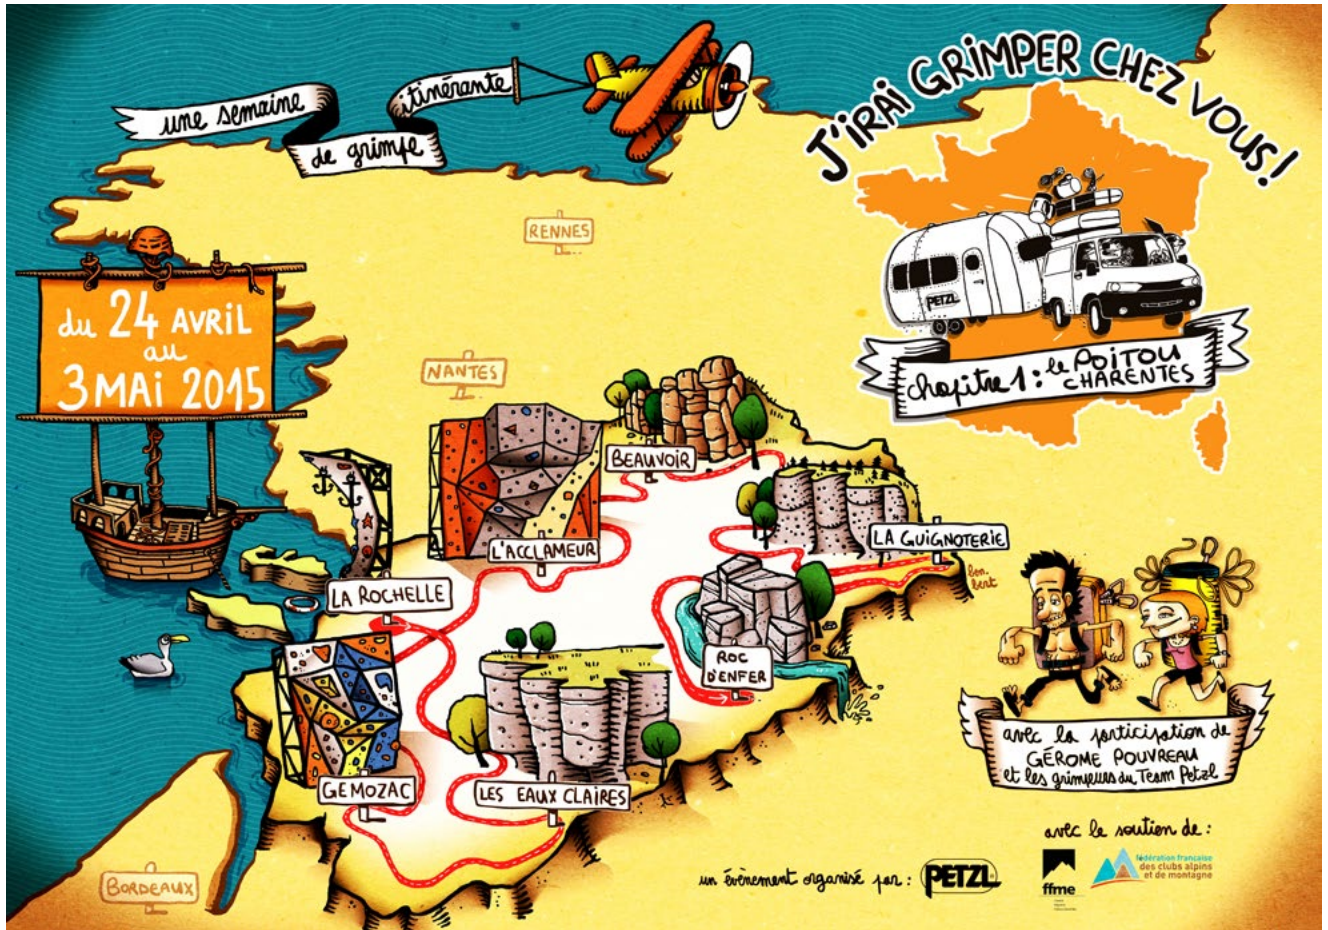 une semaine
de grimpe
itinérante
J'IRAI GRIMPER CHEZ VOUS!
PETZL
chapitre 1: le POITOU
CHARENTES
du 24 AVRIL
au
3 MAI 2015
RENNES
NANTES
BEAUVOIR
L'ACCLAMEUR
LA GUIGNOTERIE
bon.
bert
LA ROCHELLE
ROC
D'ENFER
GEMOZAC
LES EAUX CLAIRES
BORDEAUX
avec la participation de
GÉROME POUVREAU
et les grimpeurs du Team Petzl
avec le soutien de :
un évènement organisé par :
PETZL
ffme
fédération française
des clubs alpins
et de montagne